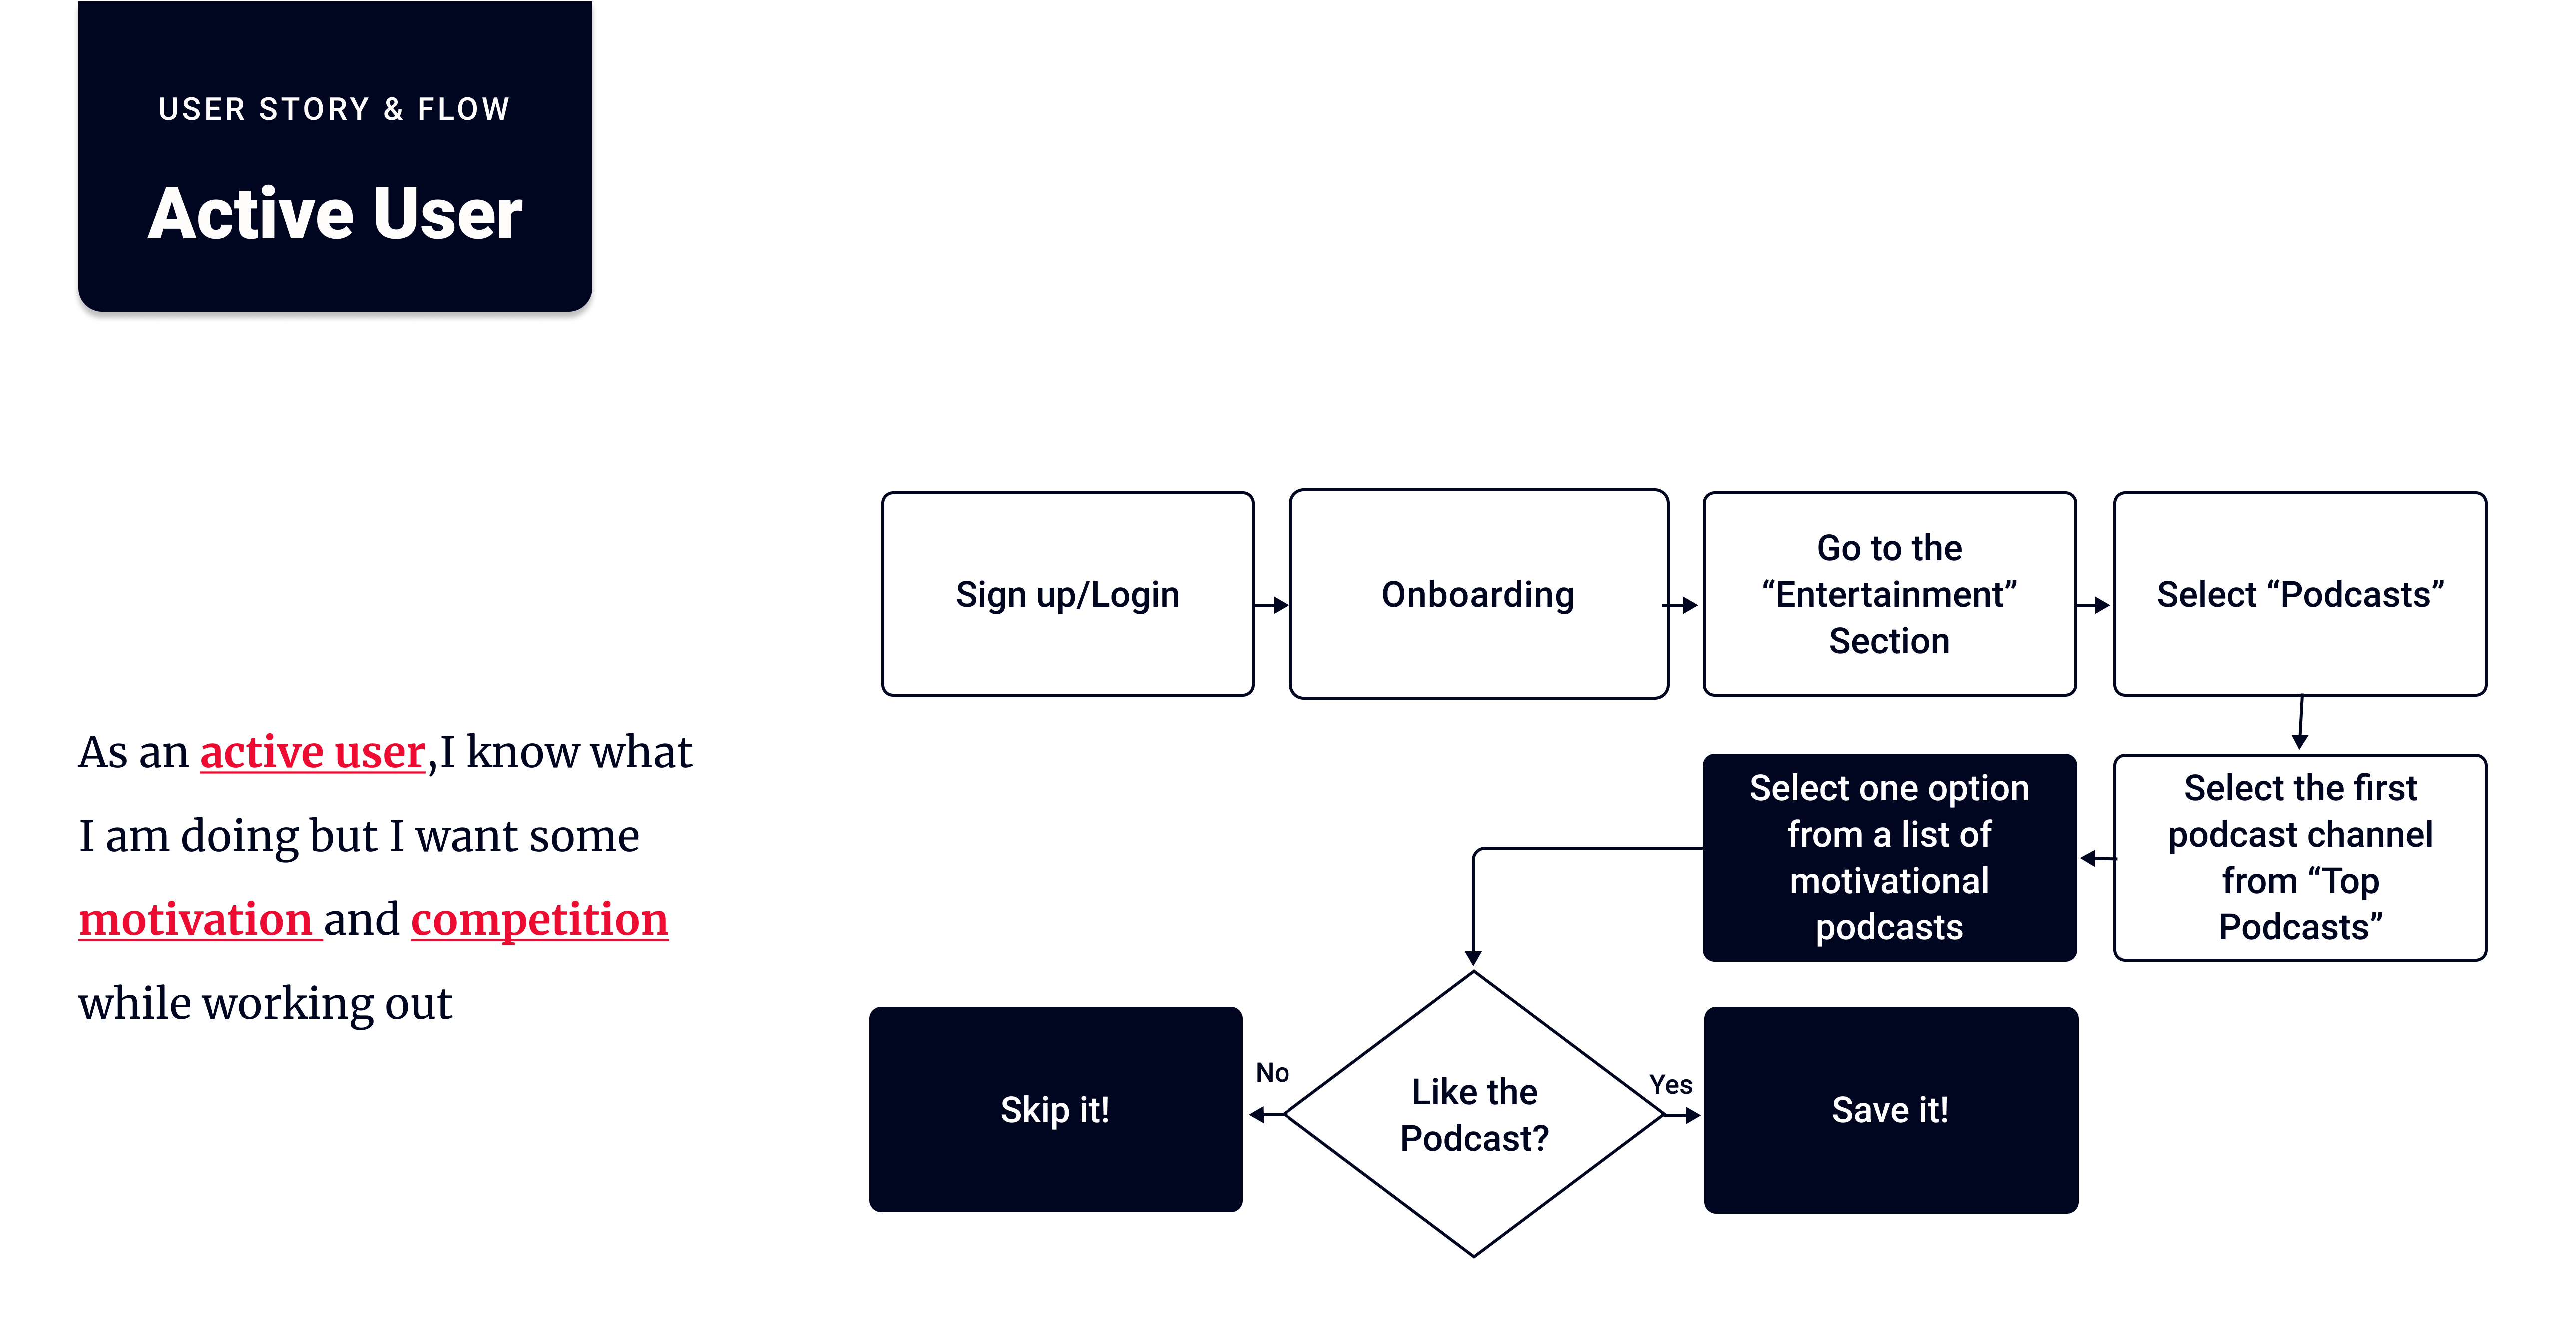 USER STORY & FLOW
Active User
As an active user,I know what
I am doing but I want some
motivation and competition
while working out
Sign up/Login
Onboarding
Go to the
“Entertainment”
Section
Select “Podcasts”
Select the first
podcast channel
from “Top
Podcasts”
Select one option
from a list of
motivational
podcasts
Like the
Podcast?
No
Skip it!
Yes
Save it!